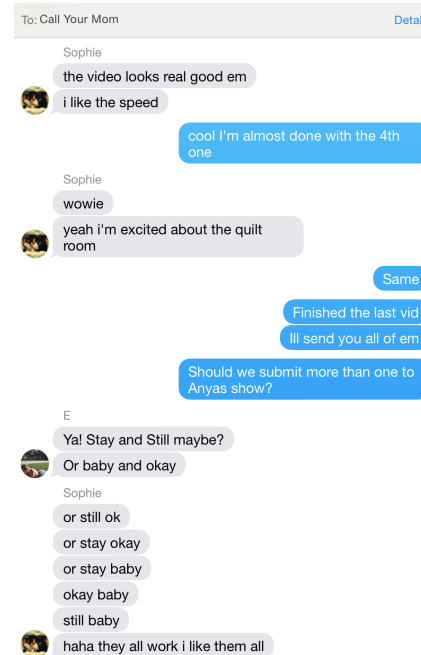 To: Call Your Mom
Detai
Sophie
the video looks real good em
i like the speed
cool I'm almost done with the 4th
one
Sophie
wowie
yeah i'm excited about the quilt
room
Same
Finished the last vid
Ill send you all of em
Should we submit more than one to
Anyas show?
E
Ya! Stay and Still maybe?
Or baby and okay
Sophie
or still ok
or stay okay
or stay baby
okay baby
still baby
haha they all work i like them all